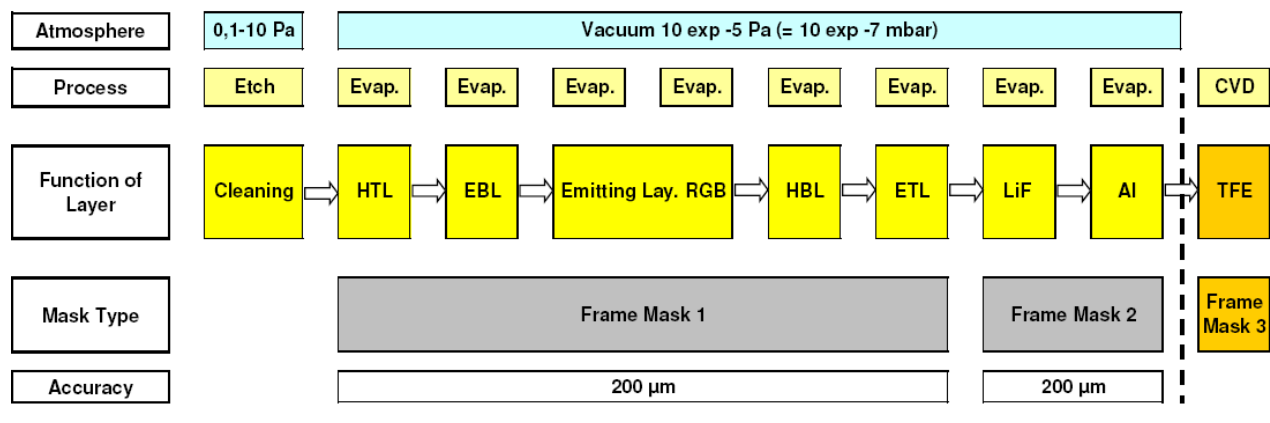 Atmosphere
0,1-10 Pa
Vacuum 10 exp -5 Pa (= 10 exp -7 mbar)
Process
Etch
Evap.
Evap.
Evap.
Evap.
Evap.
Evap.
Evap.
Evap.
CVD
Function of
Layer
Cleaning
HTL
EBL
Emitting Lay. RGB
HBL
ETL
LiF
Al
TFE
Mask Type
Frame Mask 1
Frame Mask 2
Frame
Mask 3
Accuracy
200 µm
200 µm